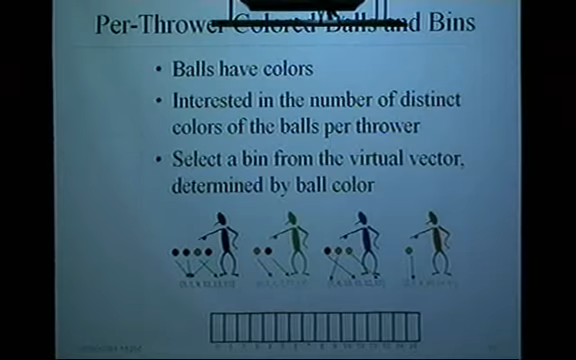 Per-Thrower Colored Balls and Bins
• Balls have colors
• Interested in the number of distinct
colors of the balls per thrower
• Select a bin from the virtual vector,
determined by ball color